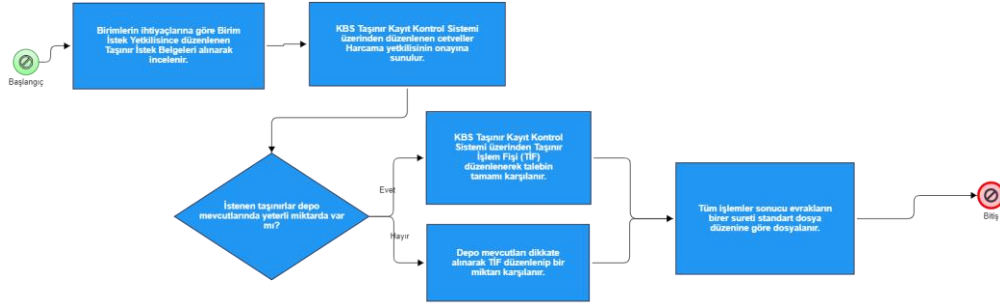 Başlangıç
Birimlerin ihtiyaçlarına göre Birim
İstek Yetkilisince düzenlenen
Taşınır İstek Belgeleri alınarak
incelenir.
KBS Taşınır Kayıt Kontrol Sistemi
üzerinden düzenlenen cetveller
Harcama yetkilisinin onayına
sunulur.
İstenen taşınırlar depo
mevcutlarında yeterli miktarda var
mı?
Evet
KBS Taşınır Kayıt Kontrol
Sistemi üzerinden Taşınır
İşlem Fişi (TİF)
düzenlenerek talebin
tamamı karşılanır.
Hayır
Depo mevcutları dikkate
alınarak TİF düzenlenip bir
miktarı karşılanır.
Tüm işlemler sonucu evrakların
birer sureti standart dosya
düzenine göre dosyalanır.
Bitiş